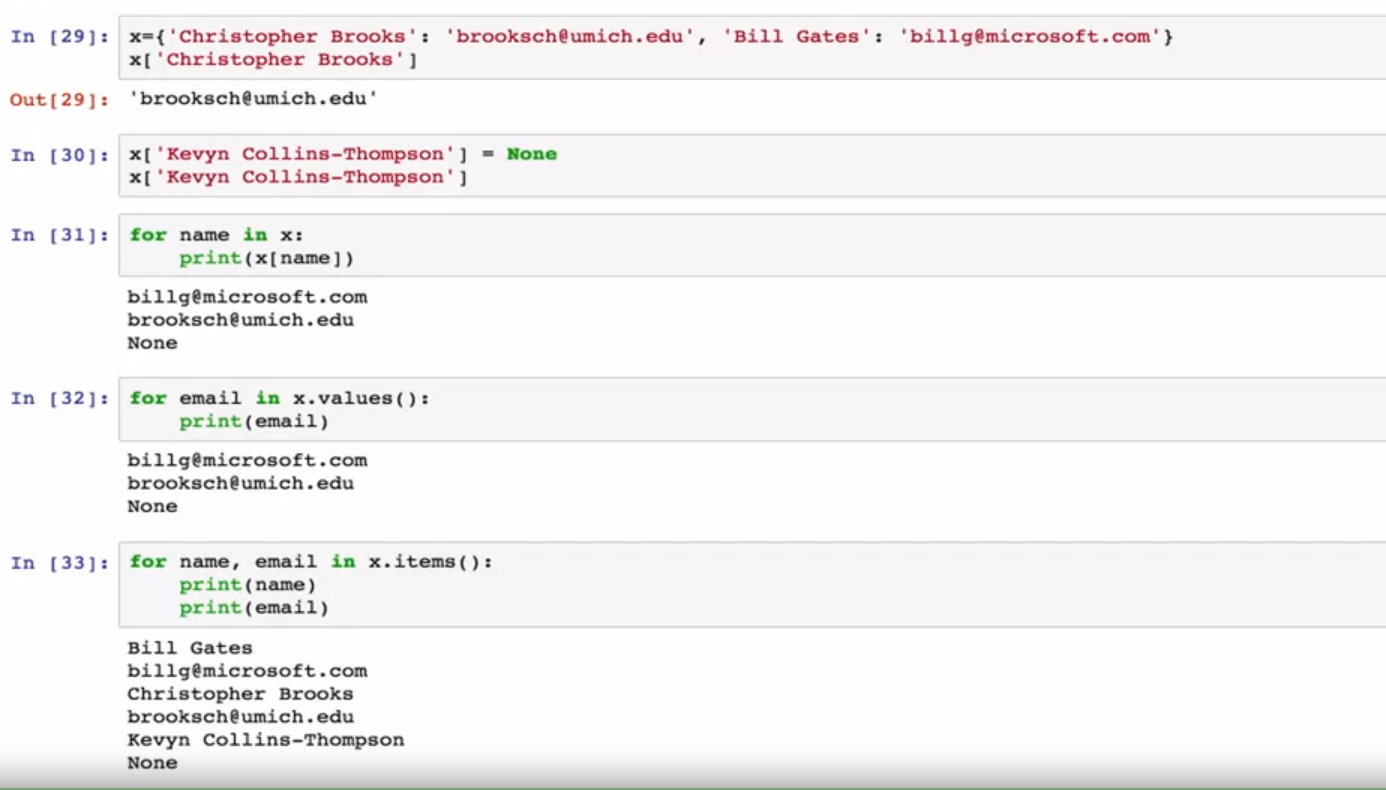 In [29]: x={'Christopher Brooks': 'brooksch@umich.edu', 'Bill Gates': 'billg@microsoft.com'}
x['Christopher Brooks']
Out[29]: 'brooksch@umich.edu'
In [30]: x['Kevyn Collins-Thompson'] = None
x['Kevyn Collins-Thompson']
In [31]: for name in x:
    print(x[name])
billg@microsoft.com
brooksch@umich.edu
None
In [32]: for email in x.values():
    print(email)
billg@microsoft.com
brooksch@umich.edu
None
In [33]: for name, email in x.items():
    print(name)
    print(email)
Bill Gates
billg@microsoft.com
Christopher Brooks
brooksch@umich.edu
Kevyn Collins-Thompson
None